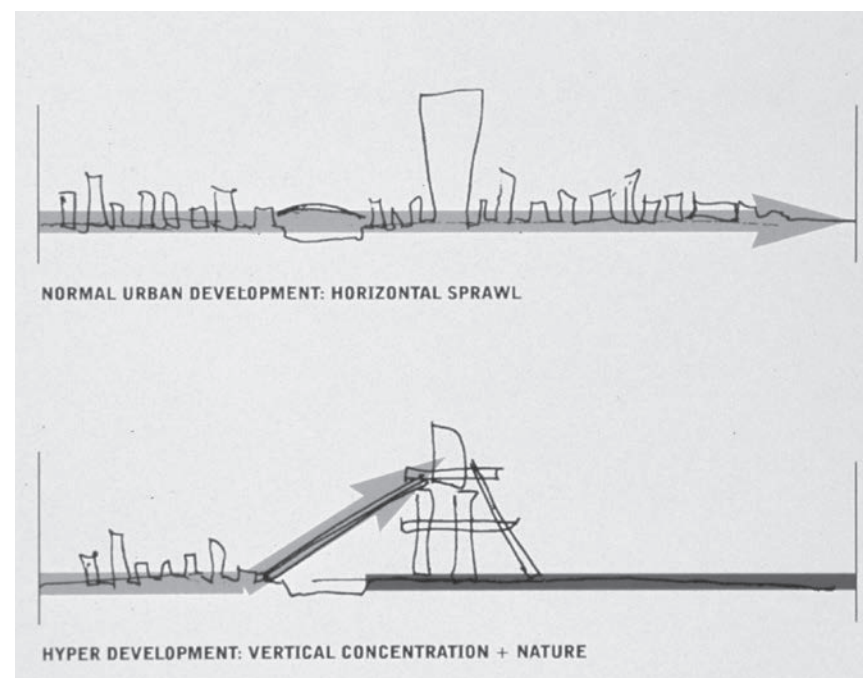 NORMAL URBAN DEVELOPMENT: HORIZONTAL SPRAWL
HYPER DEVELOPMENT: VERTICAL CONCENTRATION + NATURE